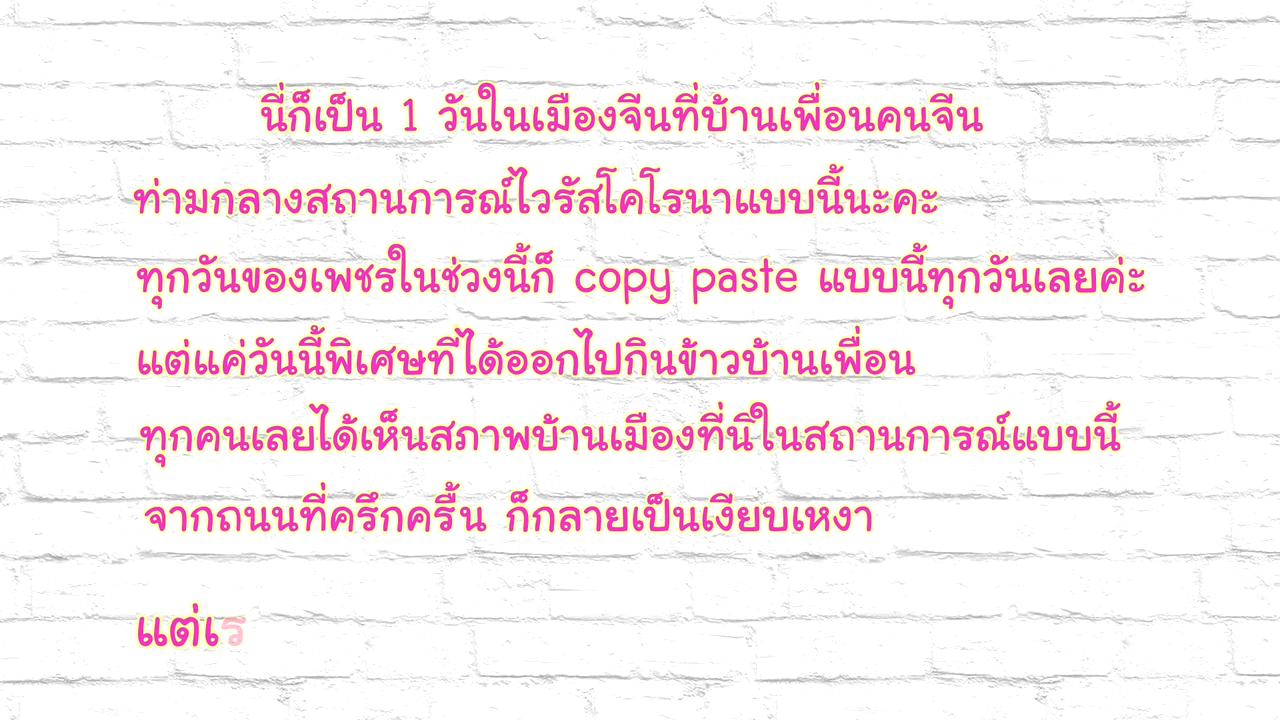 นี่ก็เป็น 1 วันในเมืองจีนที่บ้านเพื่อนคนจีน
ท่ามกลางสถานการณ์ไวรัสโคโรนาแบบนี้นะคะ
ทุกวันของเพชรในช่วงนี้ก็ copy paste แบบนี้ทุกวันเลยค่ะ
แต่แค่วันนี้พิเศษที่ได้ออกไปกินข้าวบ้านเพื่อน
ทุกคนเลยได้เห็นสภาพบ้านเมืองที่นี่ในสถานการณ์แบบนี้
จากถนนที่ครึกครื้น ก็กลายเป็นเงียบเหงา
แต่เร